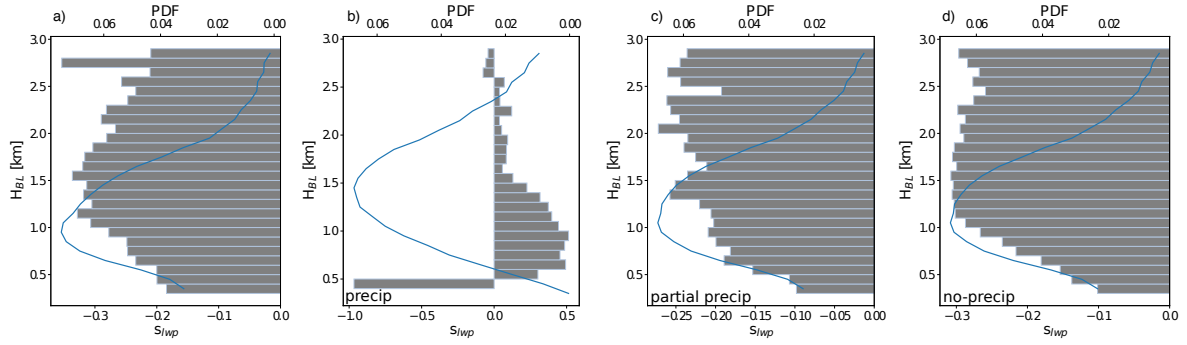 a)
PDF
0.06 0.04 0.02 0.00
H_BL [km]
3.0
2.5
2.0
1.5
1.0
0.5
−0.3 −0.2 −0.1 0.0
s_lwp
b)
PDF
0.06 0.04 0.02 0.00
H_BL [km]
3.0
2.5
2.0
1.5
1.0
0.5
precip
−1.0 −0.5 0.0 0.5
s_lwp
c)
PDF
0.06 0.04 0.02
H_BL [km]
3.0
2.5
2.0
1.5
1.0
0.5
partial precip
−0.25 −0.20 −0.15 −0.10 −0.05 0.00
s_lwp
d)
PDF
0.06 0.04 0.02
H_BL [km]
3.0
2.5
2.0
1.5
1.0
0.5
no-precip
−0.3 −0.2 −0.1 0.0
s_lwp